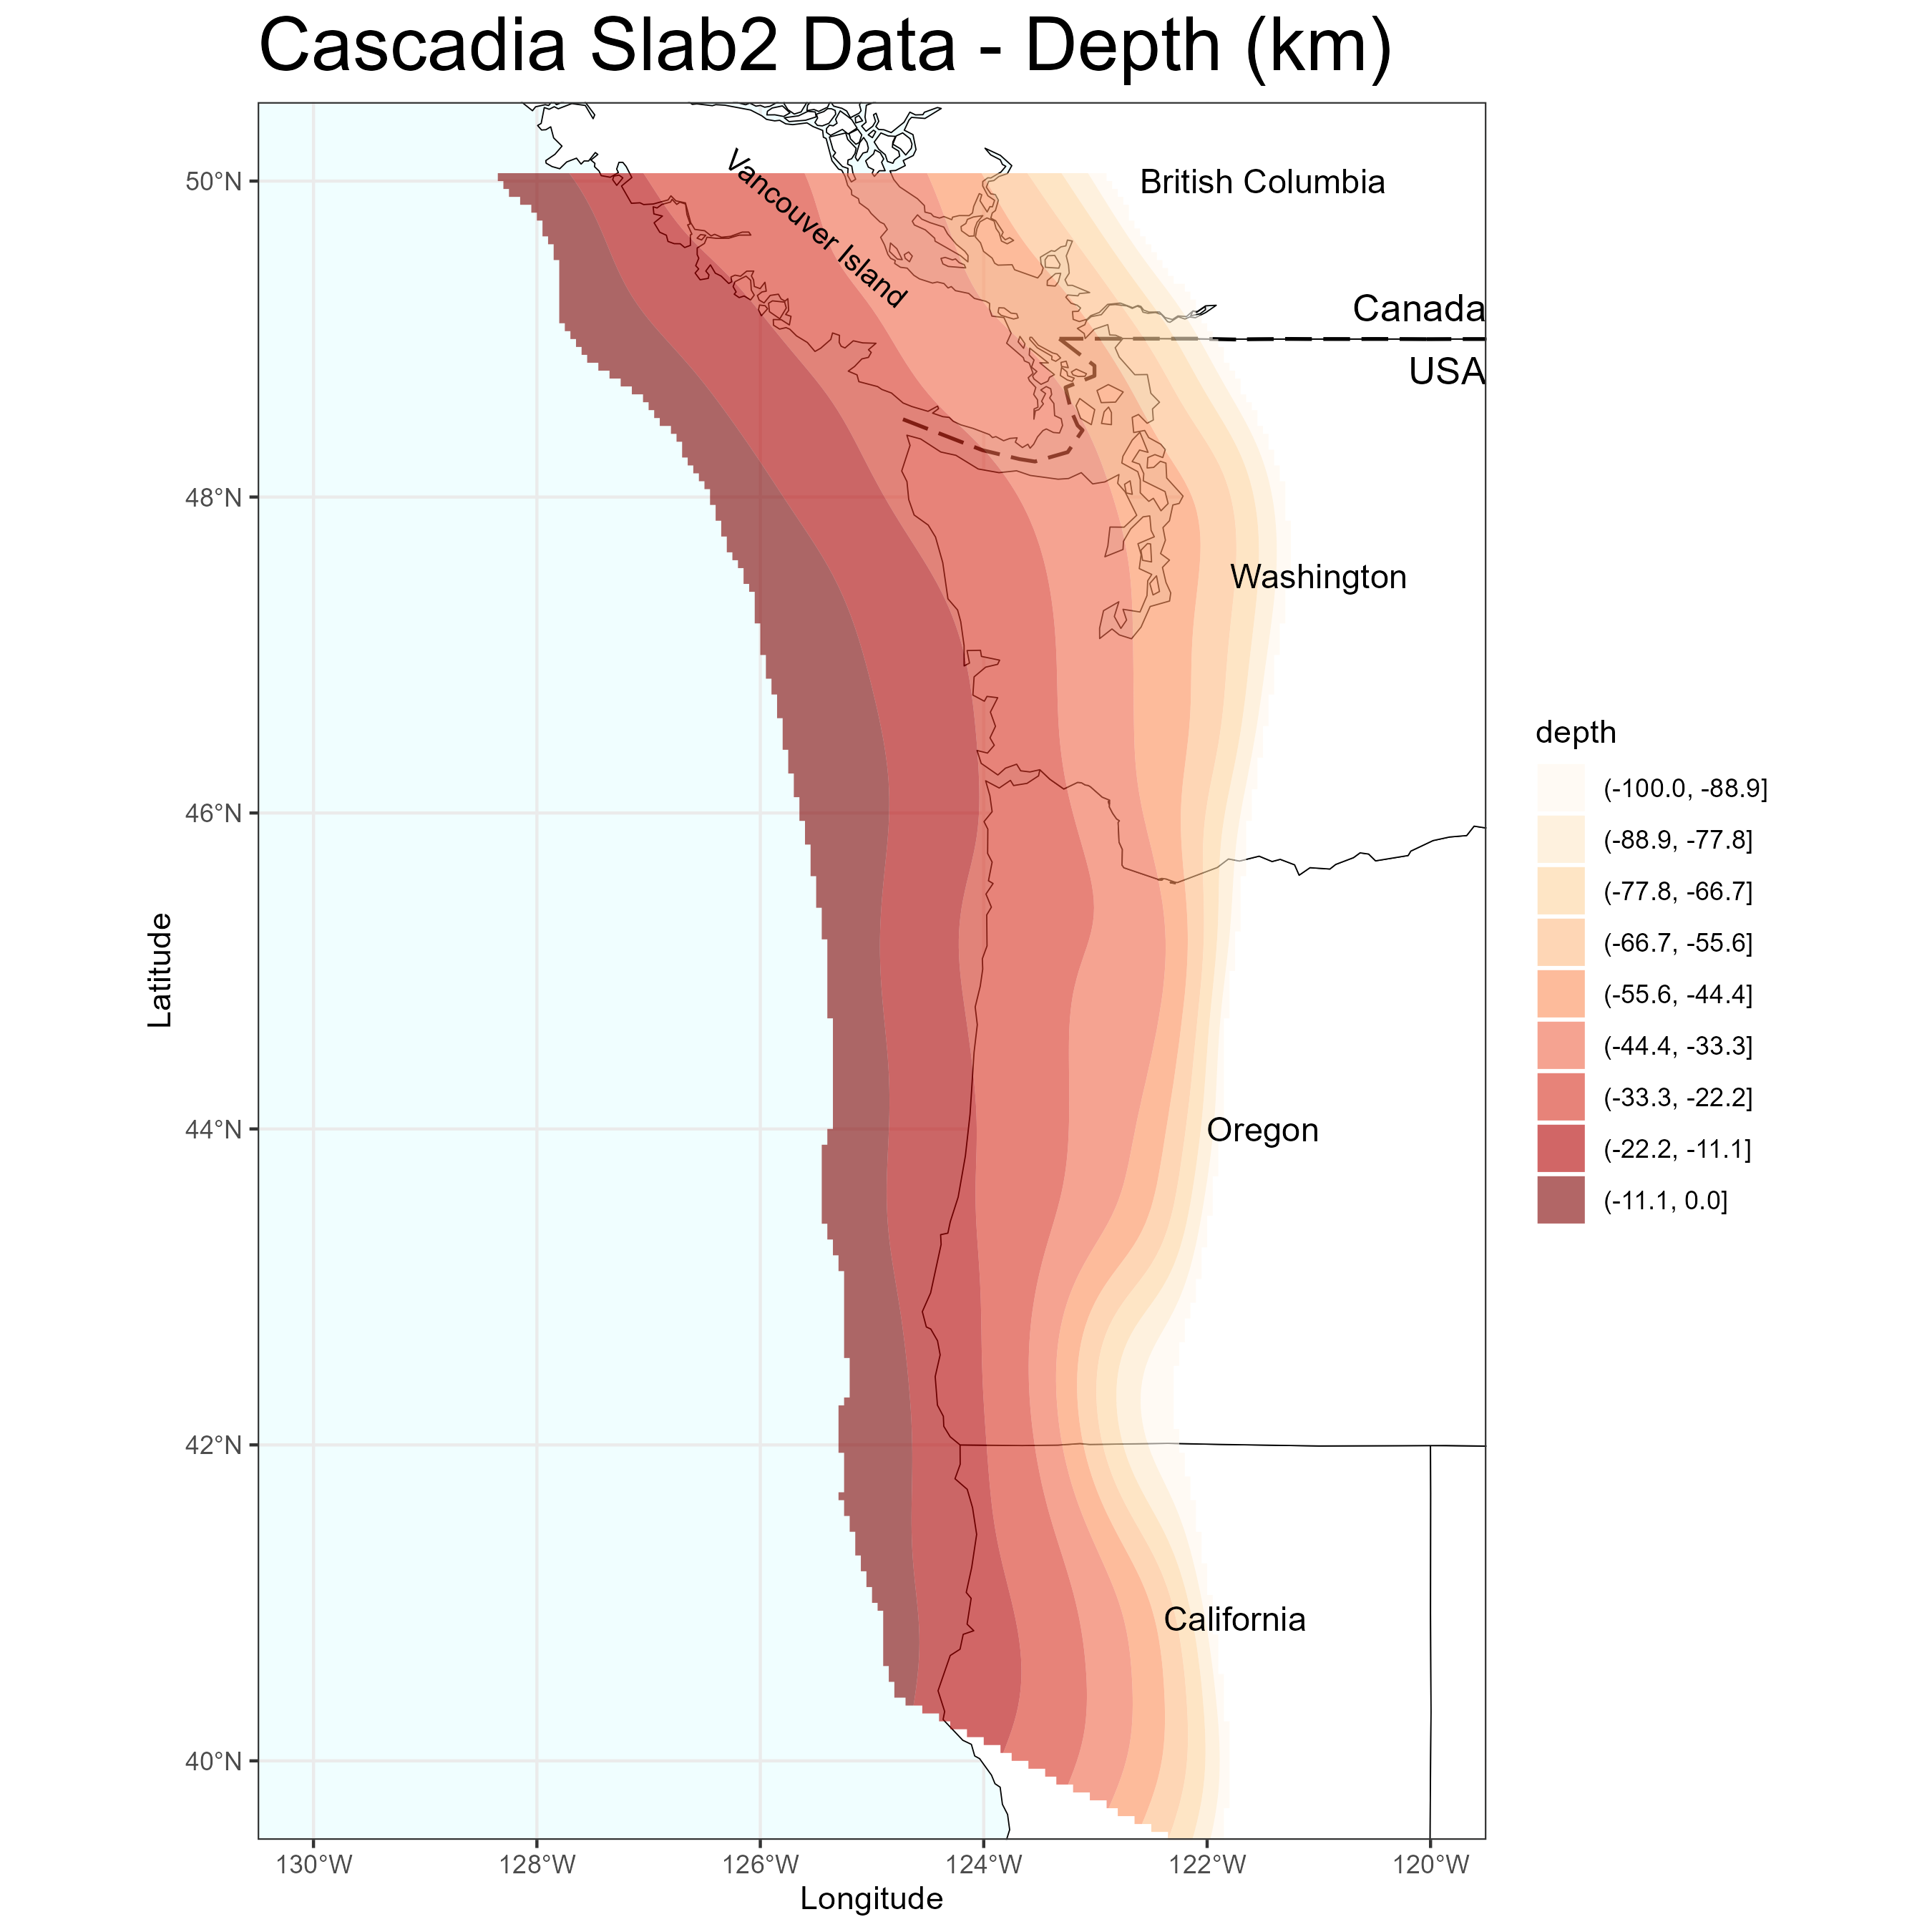 Cascadia Slab2 Data - Depth (km)
50°N
48°N
46°N
44°N
42°N
40°N
Latitude
Vancouver Island
British Columbia
Canada
USA
Washington
Oregon
California
130°W
128°W
126°W
124°W
122°W
120°W
Longitude
depth
(-100.0, -88.9]
(-88.9, -77.8]
(-77.8, -66.7]
(-66.7, -55.6]
(-55.6, -44.4]
(-44.4, -33.3]
(-33.3, -22.2]
(-22.2, -11.1]
(-11.1, 0.0]